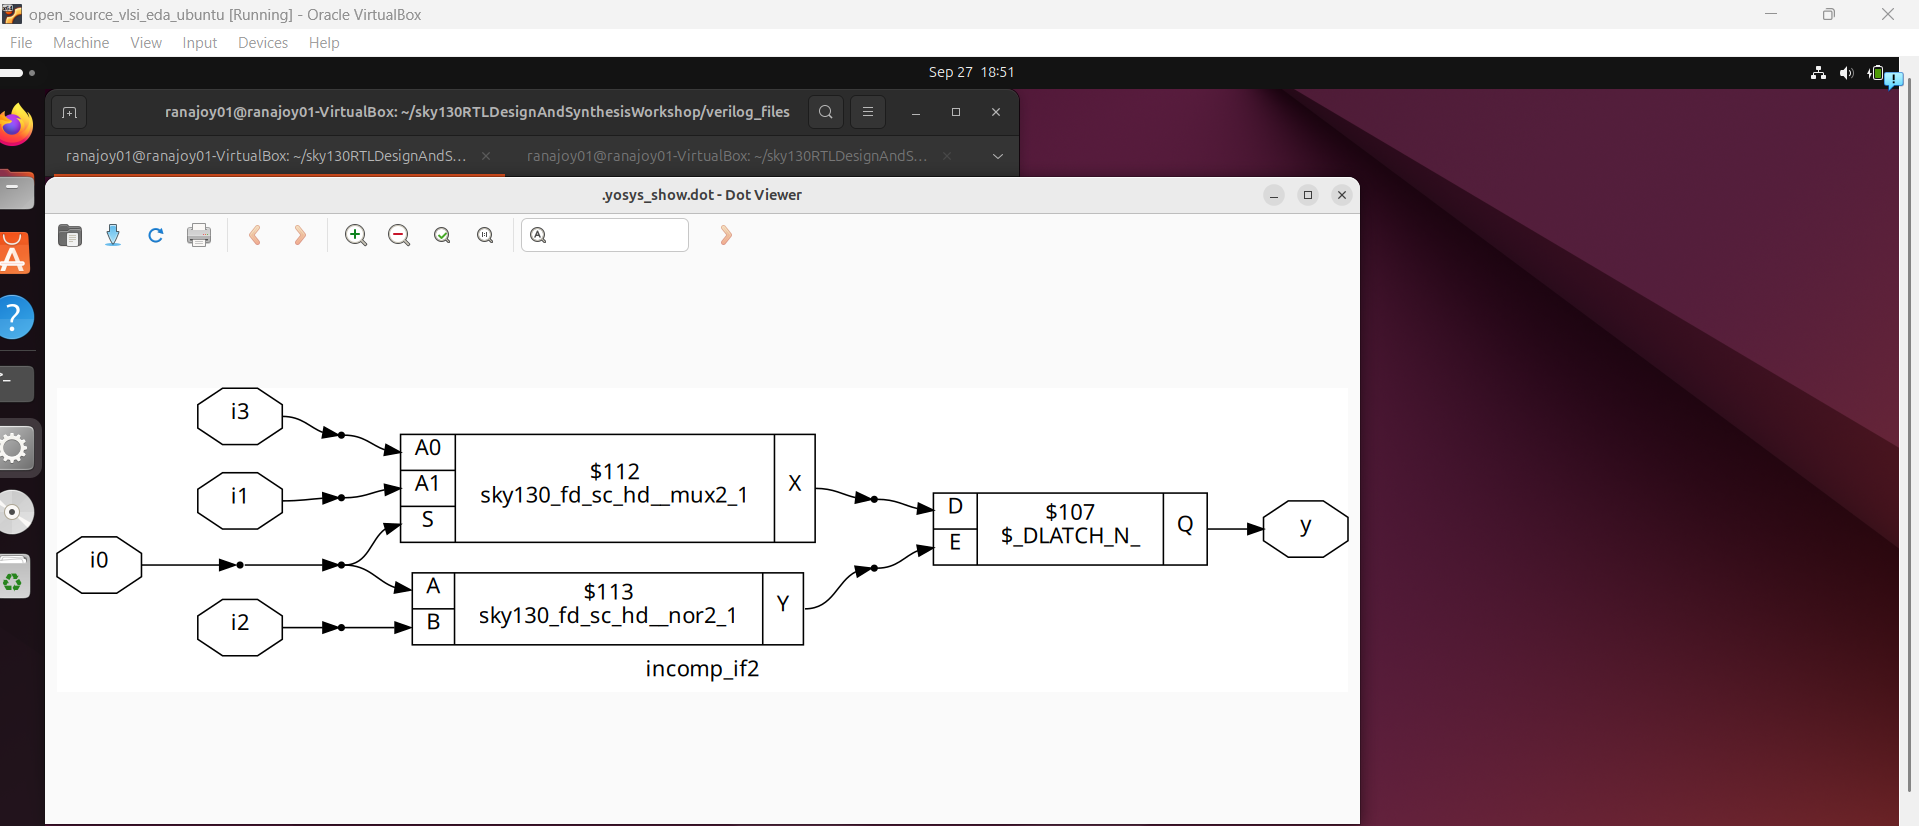 open_source_vlsi_eda_ubuntu [Running] - Oracle VirtualBox
File Machine View Input Devices Help
Sep 27 18:51
ranajoy01@ranajoy01-VirtualBox: ~/sky130RTLDesignAndSynthesisWorkshop/verilog_files
ranajoy01@ranajoy01-VirtualBox: ~/sky130RTLDesignAndS...
ranajoy01@ranajoy01-VirtualBox: ~/sky130RTLDesignAndS...
.yosys_show.dot - Dot Viewer
i3
i1
i0
i2
A0
A1
S
$112
sky130_fd_sc_hd__mux2_1
X
A
B
$113
sky130_fd_sc_hd__nor2_1
Y
D
E
$107
$_DLATCH_N_
Q
y
incomp_if2